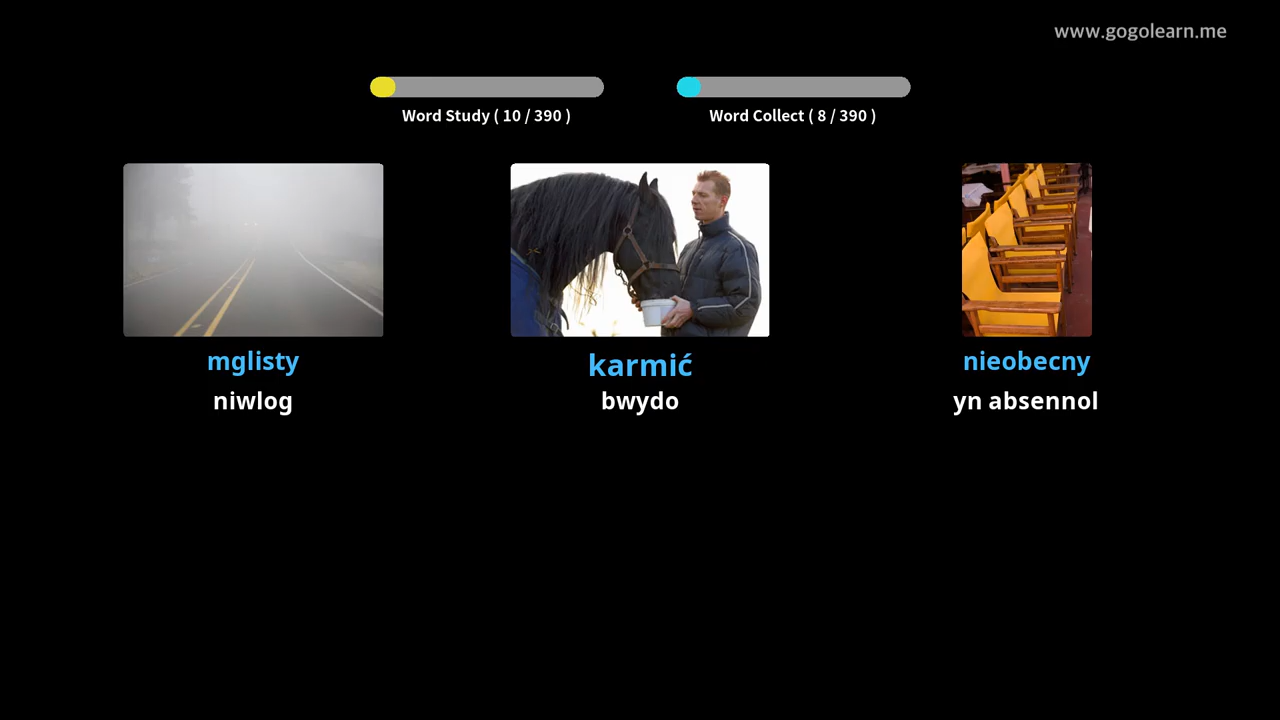 www.gogolearn.me
Word Study ( 10 / 390 )
Word Collect ( 8 / 390 )
mglisty
karmić
nieobecny
niwlog
bwydo
yn absennol